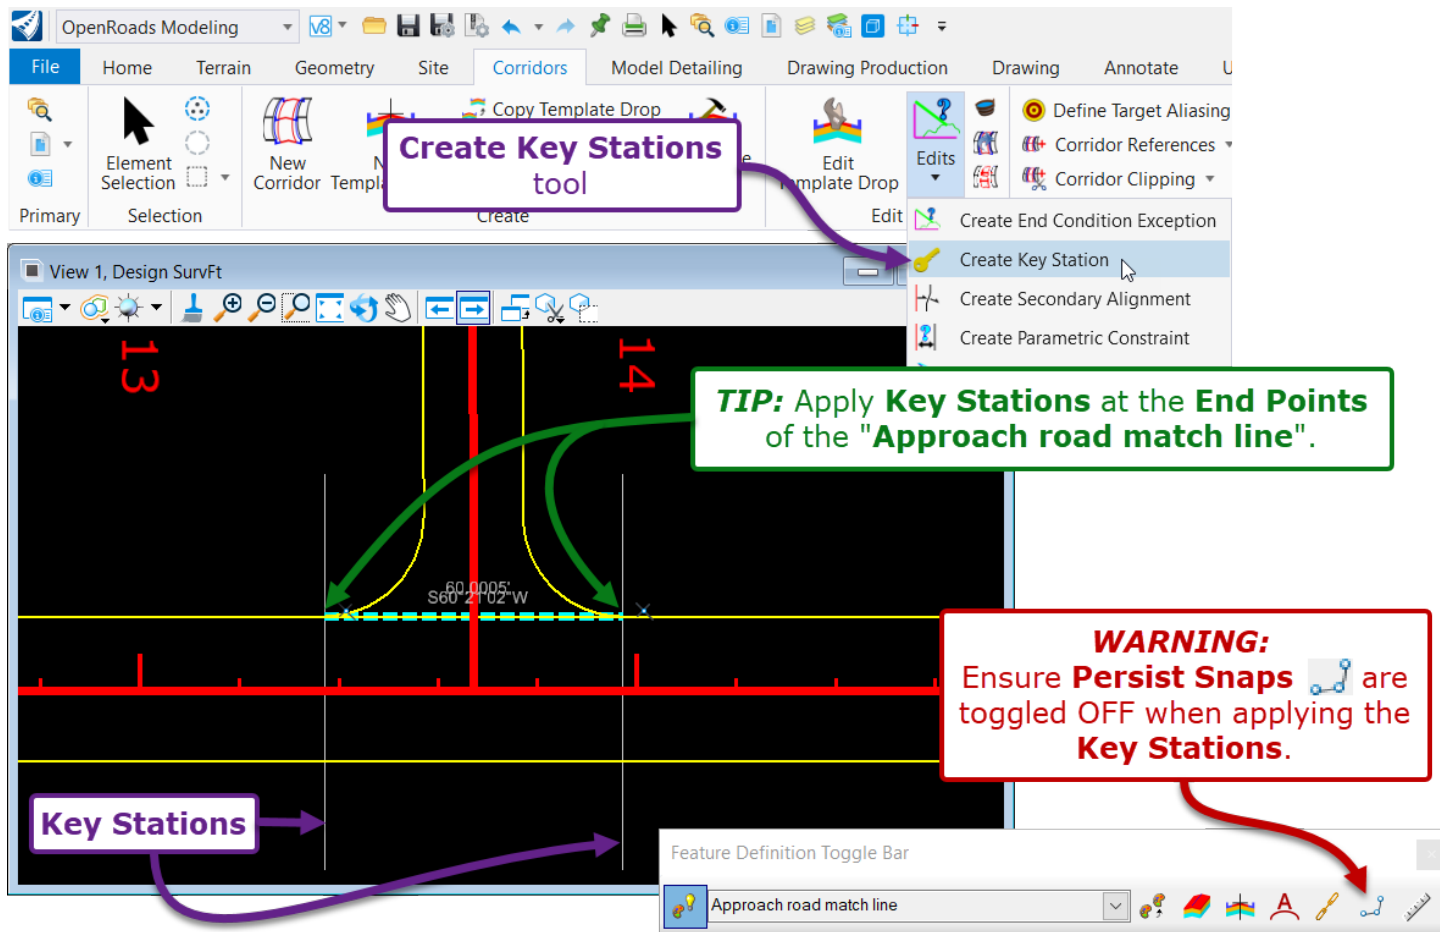 OpenRoads Modeling
V8
File Home Terrain Geometry Site Corridors Model Detailing Drawing Production Drawing Annotate U
Copy Template Drop
Define Target Aliasing
Create Key Stations
tool
Element
Selection
New
Corridor
Edit
Template Drop
Edits
Corridor References
Corridor Clipping
Primary Selection Create Edit
Create End Condition Exception
Create Key Station
Create Secondary Alignment
Create Parametric Constraint
View 1, Design SurvFt
13
14
TIP: Apply Key Stations at the End Points
of the "Approach road match line".
60.0005'
S60°21'02"W
WARNING:
Ensure Persist Snaps are
toggled OFF when applying the
Key Stations.
Key Stations
Feature Definition Toggle Bar
Approach road match line